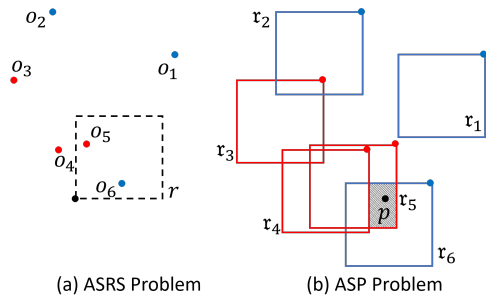 o₂
o₁
o₃
o₅
o₄
o₆
r
(a) ASRS Problem
𝔯₂
𝔯₁
𝔯₃
𝔯₅
p
𝔯₄
𝔯₆
(b) ASP Problem